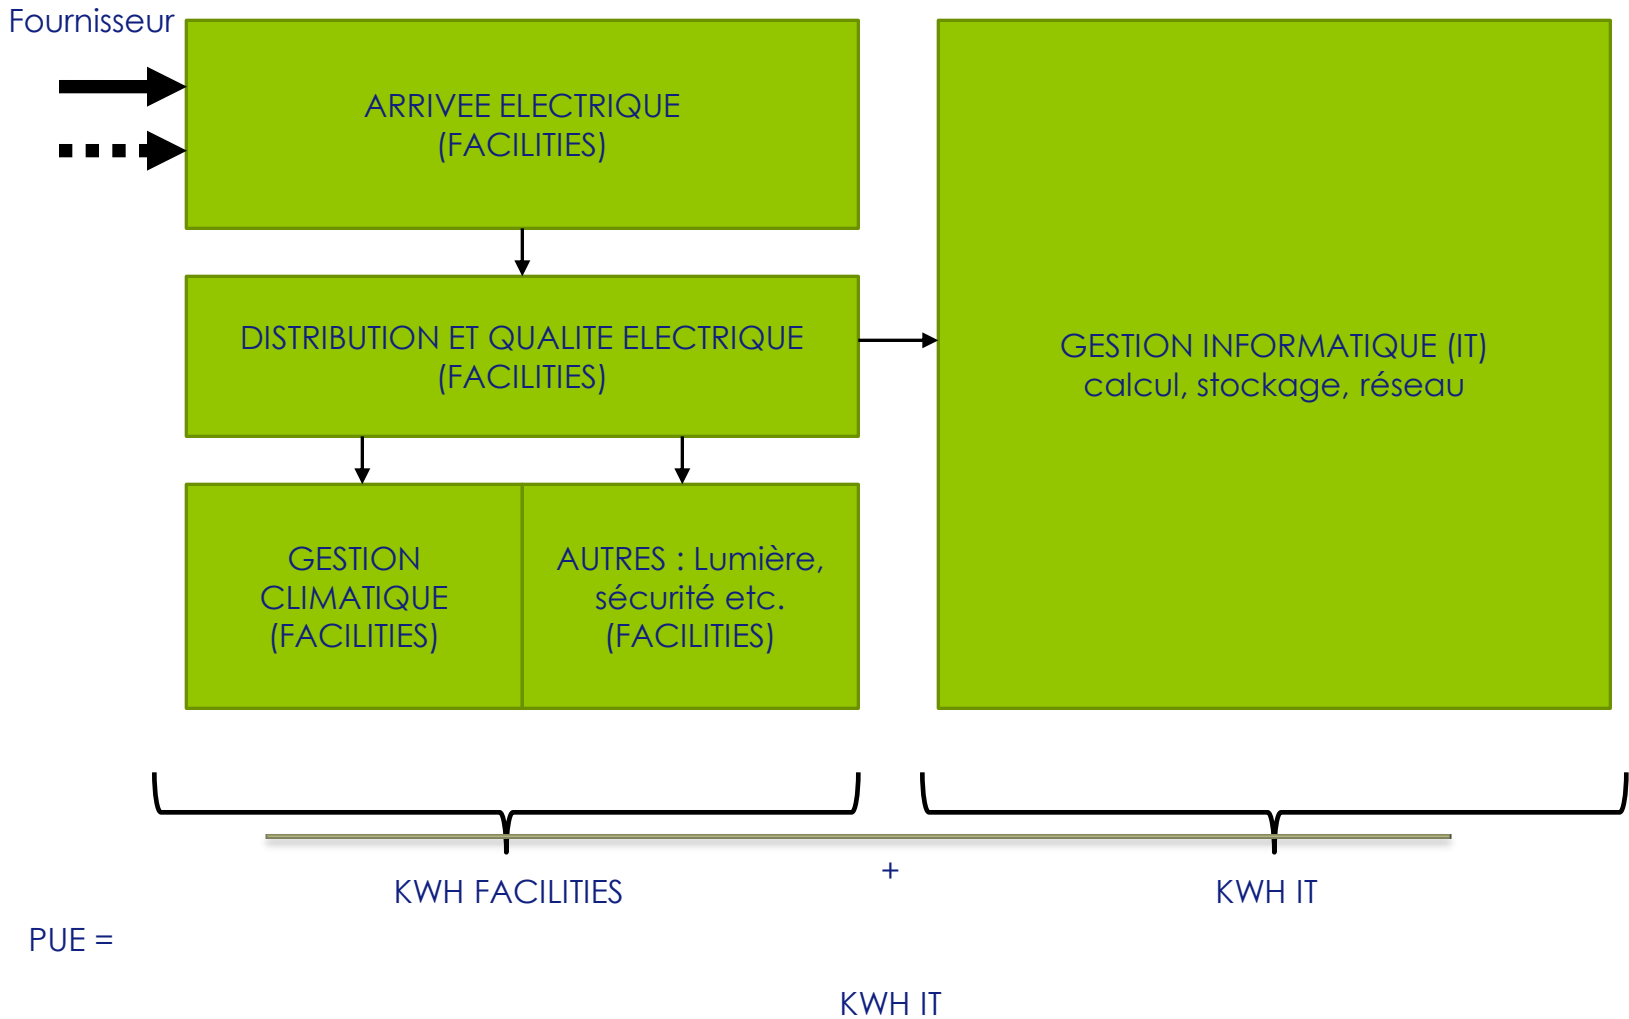 Fournisseur
ARRIVEE ELECTRIQUE
(FACILITIES)
DISTRIBUTION ET QUALITE ELECTRIQUE
(FACILITIES)
GESTION INFORMATIQUE (IT)
calcul, stockage, réseau
GESTION
CLIMATIQUE
(FACILITIES)
AUTRES : Lumière,
sécurité etc.
(FACILITIES)
KWH FACILITIES
+
KWH IT
PUE =
KWH IT